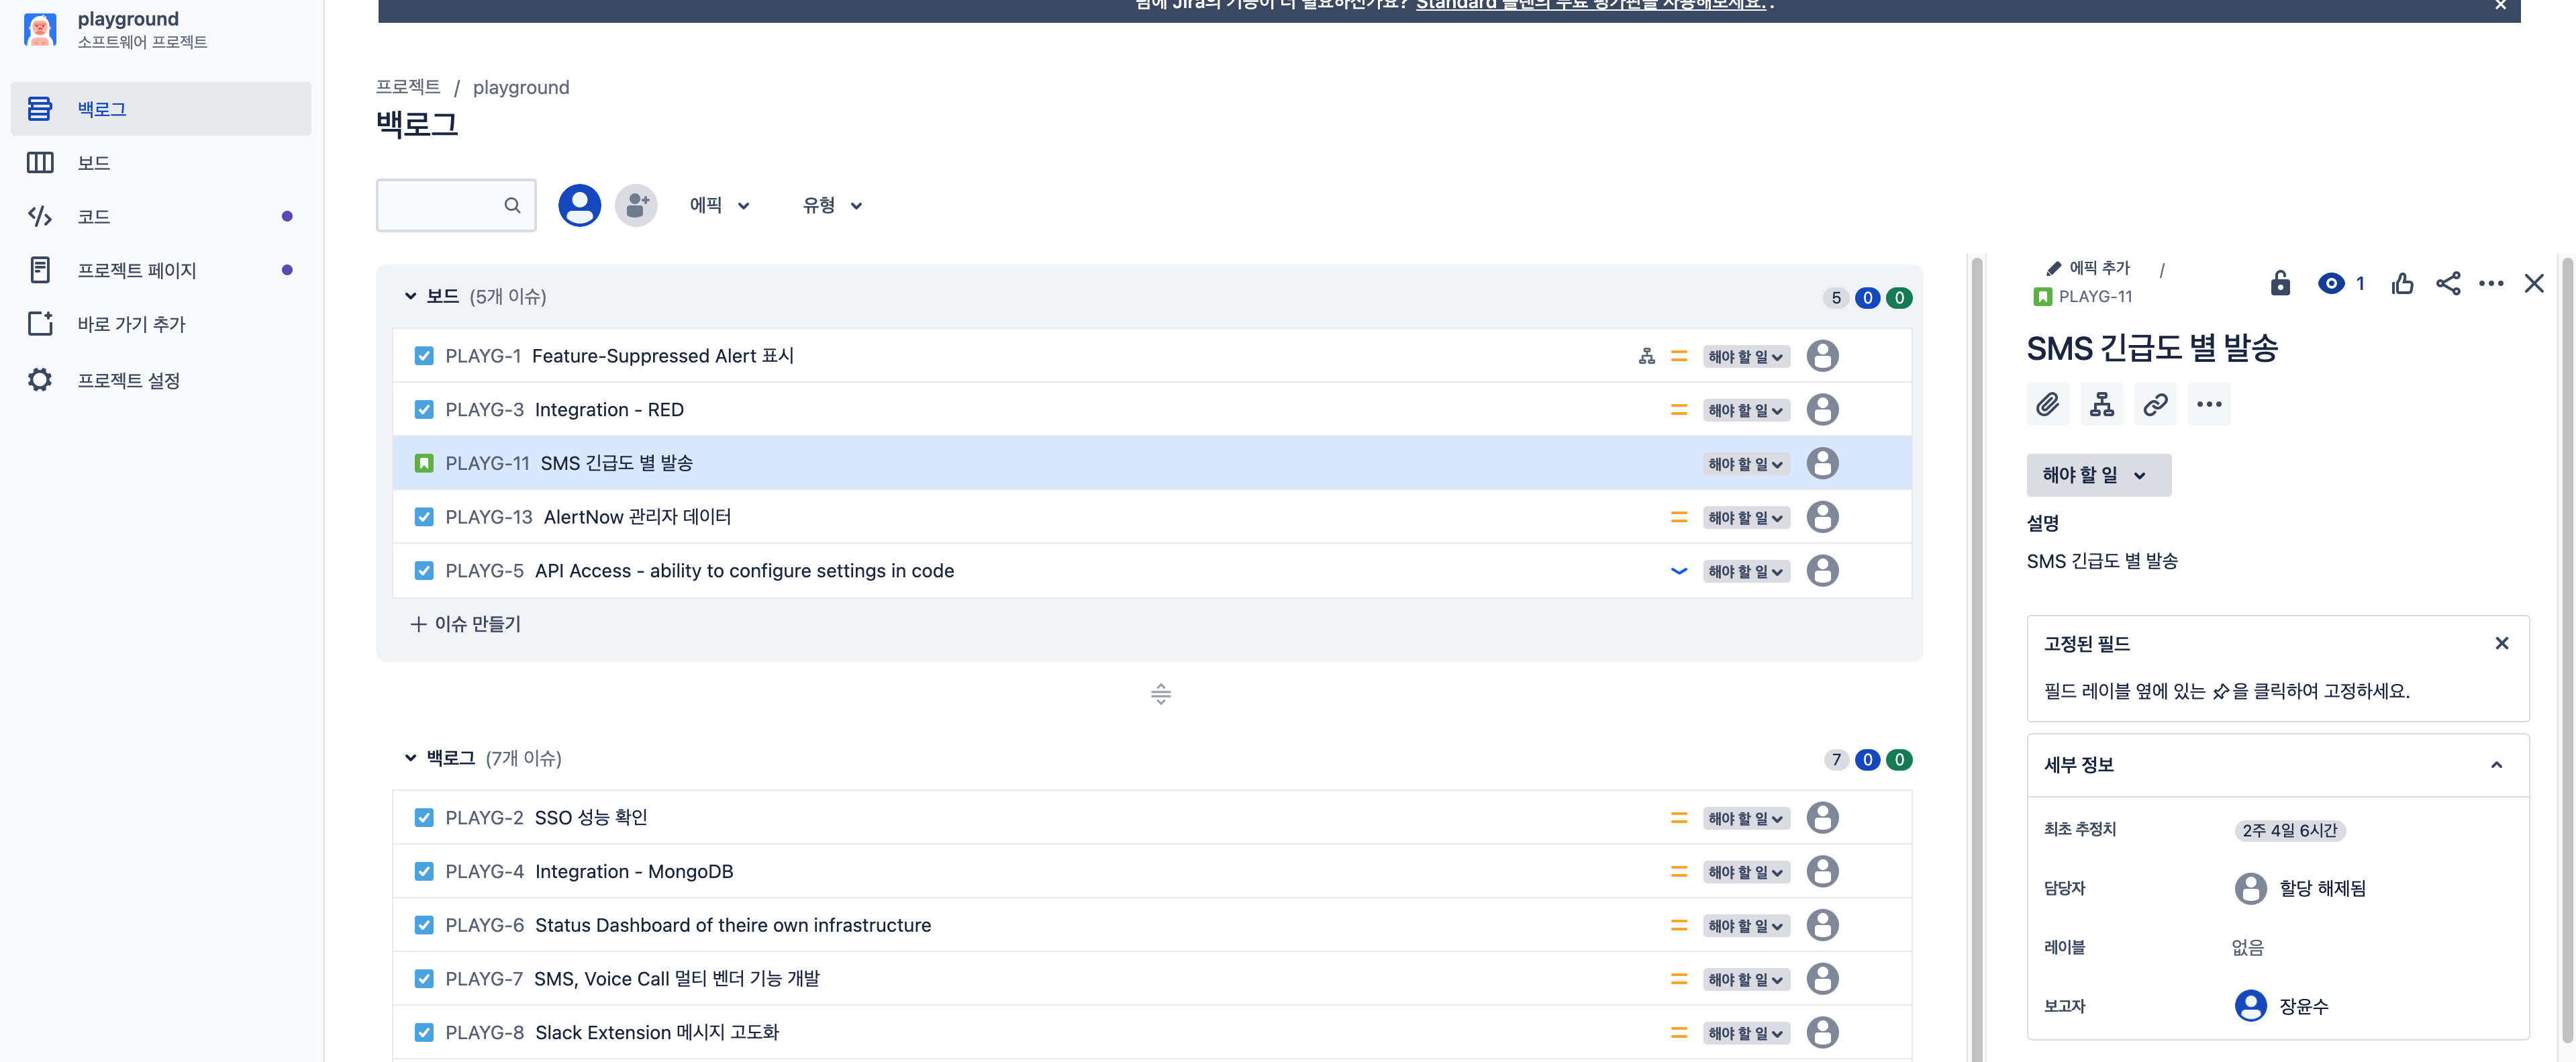 playground
소프트웨어 프로젝트
백로그
보드
코드
프로젝트 페이지
바로 가기 추가
프로젝트 설정
팀에 Jira의 기능이 더 필요하신가요? Standard 플랜의 무료 평가판을 사용해보세요. .
프로젝트 / playground
백로그
에픽
유형
보드 (5개 이슈)
5 0 0
PLAYG-1 Feature-Suppressed Alert 표시 해야 할 일
PLAYG-3 Integration - RED 해야 할 일
PLAYG-11 SMS 긴급도 별 발송 해야 할 일
PLAYG-13 AlertNow 관리자 데이터 해야 할 일
PLAYG-5 API Access - ability to configure settings in code 해야 할 일
이슈 만들기
백로그 (7개 이슈)
7 0 0
PLAYG-2 SSO 성능 확인 해야 할 일
PLAYG-4 Integration - MongoDB 해야 할 일
PLAYG-6 Status Dashboard of theire own infrastructure 해야 할 일
PLAYG-7 SMS, Voice Call 멀티 벤더 기능 개발 해야 할 일
PLAYG-8 Slack Extension 메시지 고도화 해야 할 일
에픽 추가 /
PLAYG-11
1
SMS 긴급도 별 발송
해야 할 일
설명
SMS 긴급도 별 발송
고정된 필드
필드 레이블 옆에 있는 을 클릭하여 고정하세요.
세부 정보
최초 추정치 2주 4일 6시간
담당자 할당 해제됨
레이블 없음
보고자 장윤수